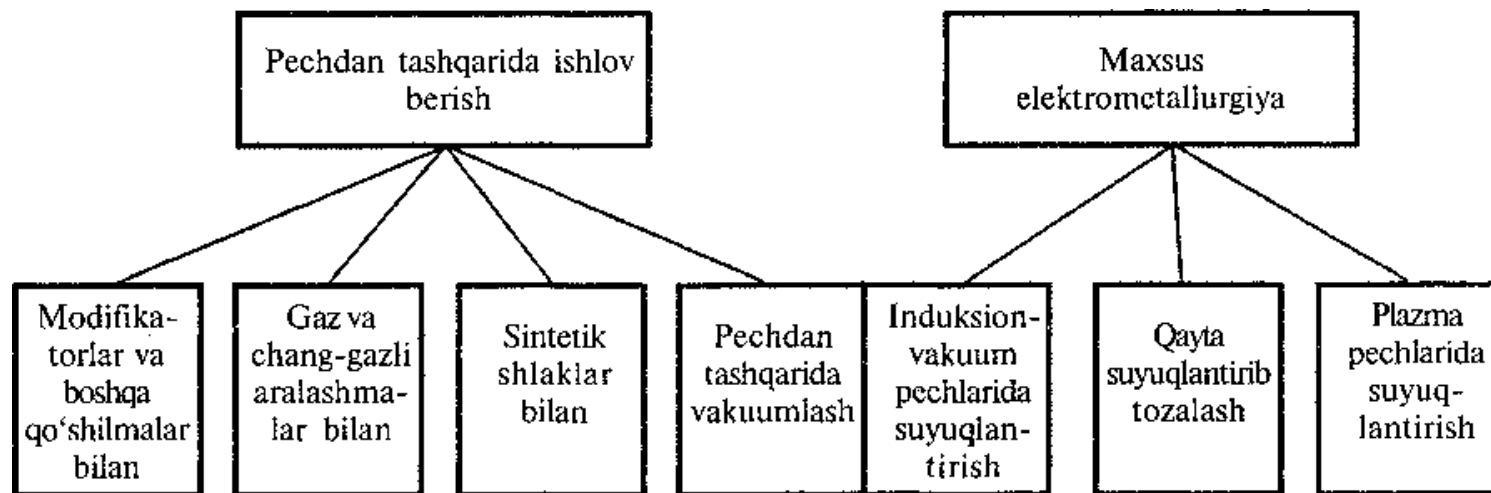 Pechdan tashqarida ishlov
berish
Maxsus
elektrometallurgiya
Modifika-
torlar va
boshqa
qo‘shilmalar
bilan
Gaz va
chang-gazli
aralashma-
lar bilan
Sintetik
shlaklar
bilan
Pechdan
tashqarida
vakuumlash
Induksion-
vakuum
pechlarida
suyuqlan-
tirish
Qayta
suyuqlantirib
tozalash
Plazma
pechlarida
suyuq-
lantirish